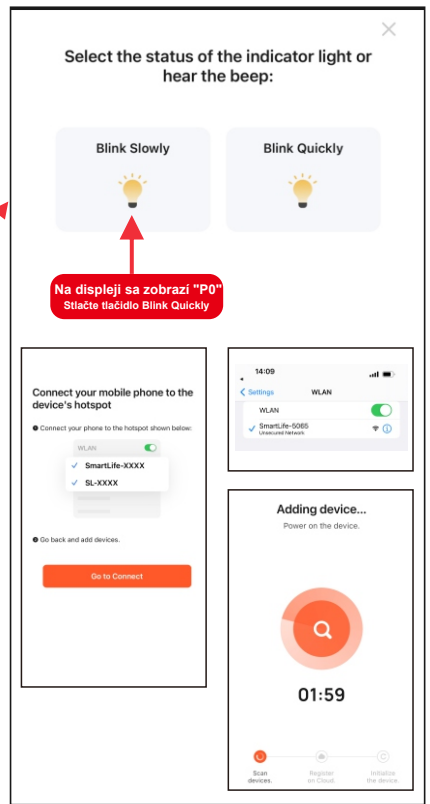 Select the status of the indicator light or
hear the beep:
Blink Slowly
Blink Quickly
Na displeji sa zobrazí "P0"
Stlačte tlačidlo Blink Quickly
Connect your mobile phone to the
device's hotspot
❶ Connect your phone to the hotspot shown below:
WLAN
✓ SmartLife-XXXX
✓ SL-XXXX
❷ Go back and add devices.
Go to Connect
14:09
Settings
WLAN
WLAN
SmartLife-5065
Unsecured Network
Adding device...
Power on the device.
01:59
Scan
devices.
Register
on Cloud.
Initialize
the device.